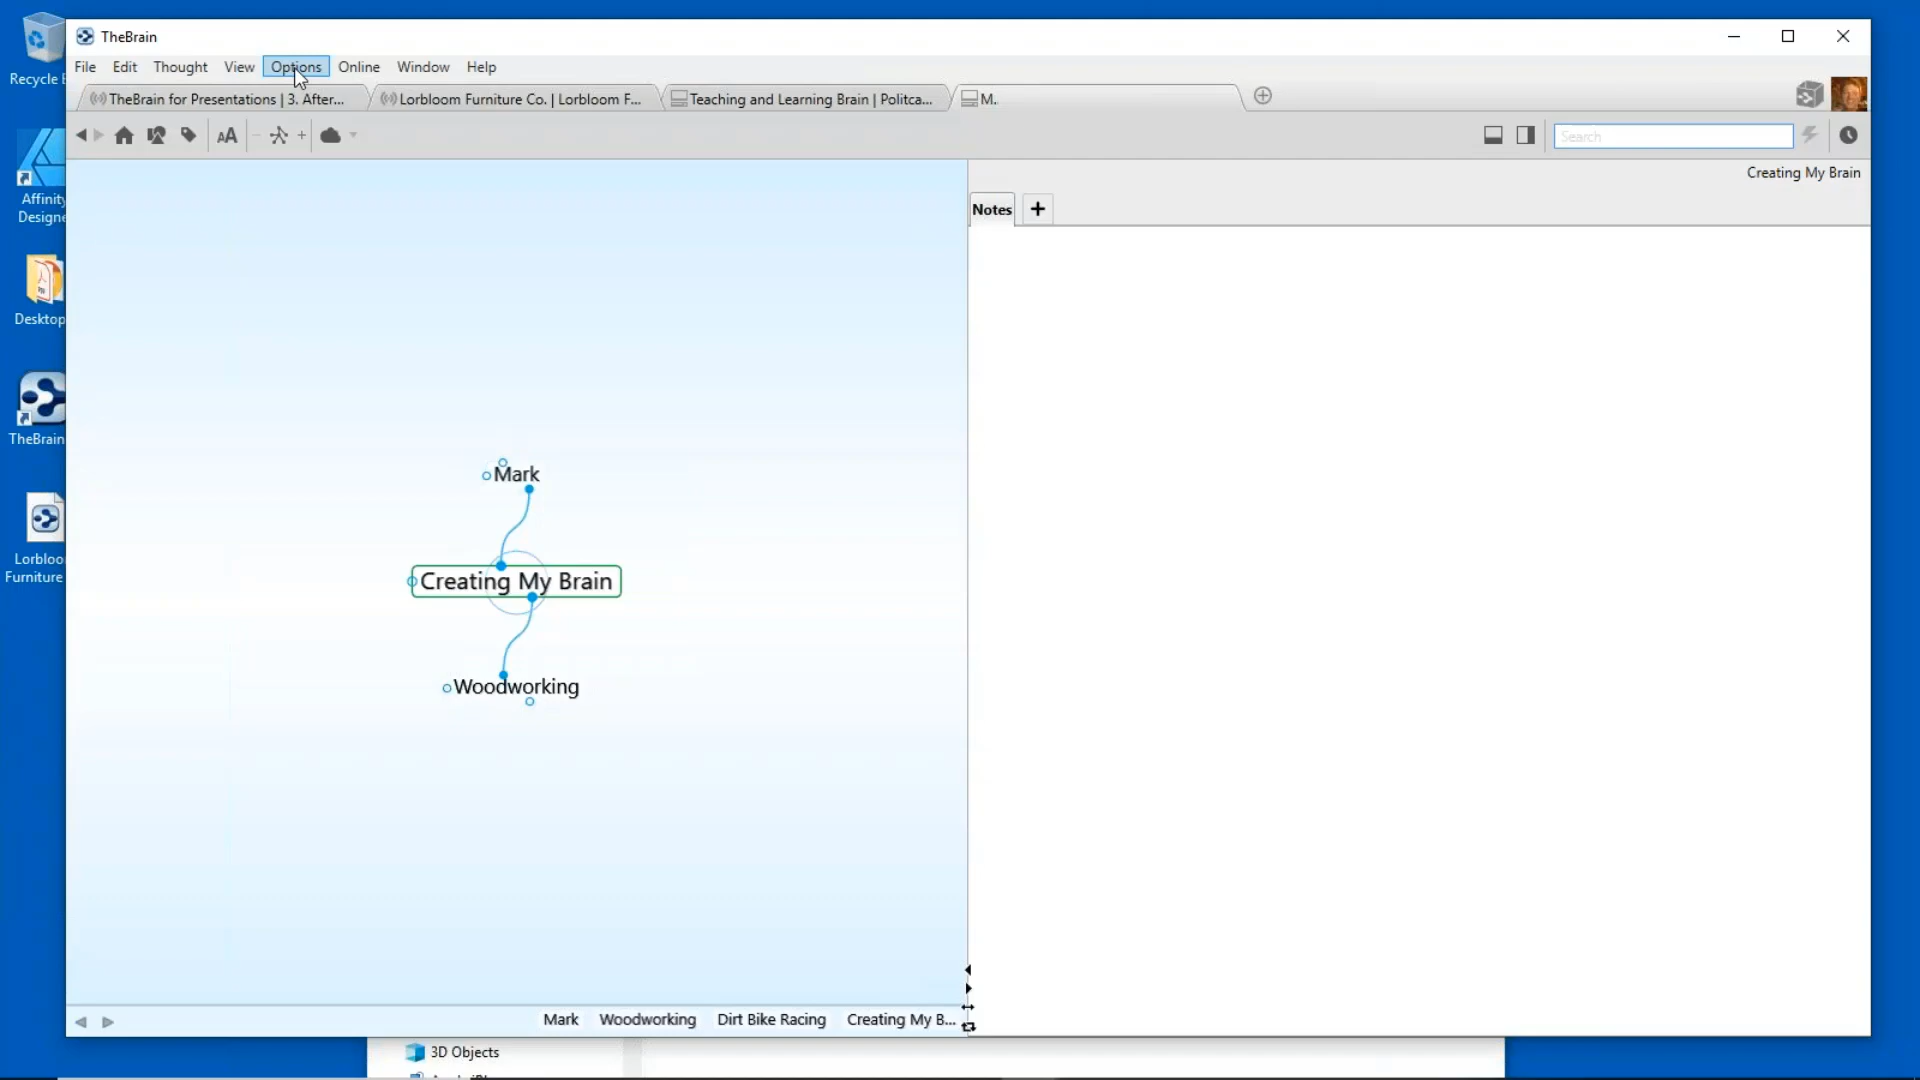 TheBrain
File Edit Thought View Options Online Window Help
TheBrain for Presentations | 3. After...
Lorbloom Furniture Co. | Lorbloom F...
Teaching and Learning Brain | Politca...
M.
AA
Search
Creating My Brain
Notes +
Mark
Creating My Brain
Woodworking
Mark Woodworking Dirt Bike Racing Creating My B...
Recycle
Affinity
Designe
Desktop
TheBrain
Lorbloo
Furniture
3D Objects